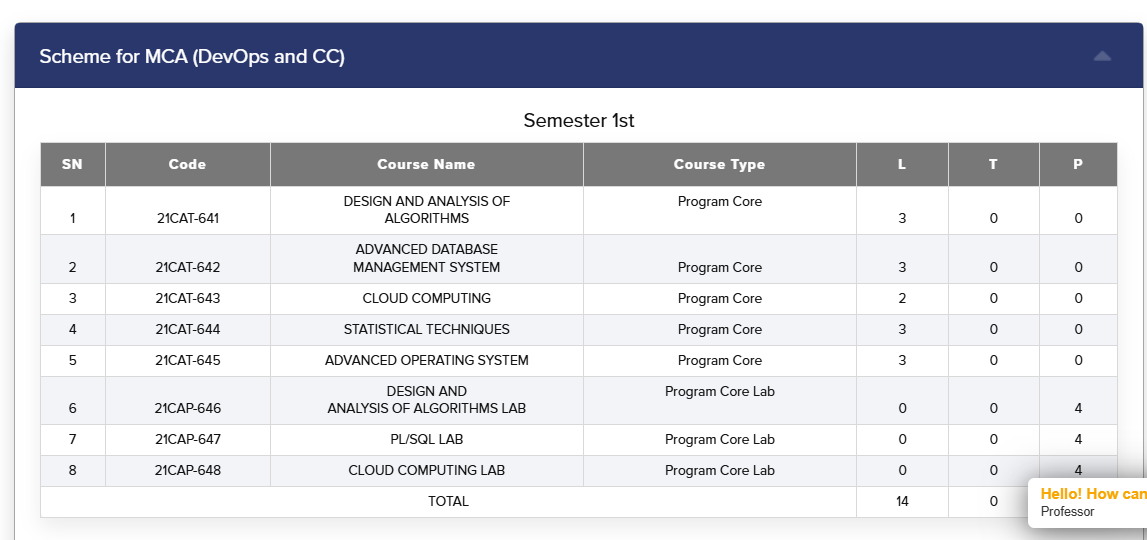 Scheme for MCA (DevOps and CC)
Semester 1st
SN Code Course Name Course Type L T P
1 21CAT-641 DESIGN AND ANALYSIS OF
ALGORITHMS Program Core 3 0 0
2 21CAT-642 ADVANCED DATABASE
MANAGEMENT SYSTEM Program Core 3 0 0
3 21CAT-643 CLOUD COMPUTING Program Core 2 0 0
4 21CAT-644 STATISTICAL TECHNIQUES Program Core 3 0 0
5 21CAT-645 ADVANCED OPERATING SYSTEM Program Core 3 0 0
6 21CAP-646 DESIGN AND
ANALYSIS OF ALGORITHMS LAB Program Core Lab 0 0 4
7 21CAP-647 PL/SQL LAB Program Core Lab 0 0 4
8 21CAP-648 CLOUD COMPUTING LAB Program Core Lab 0 0 4
TOTAL 14 0
Hello! How can
Professor